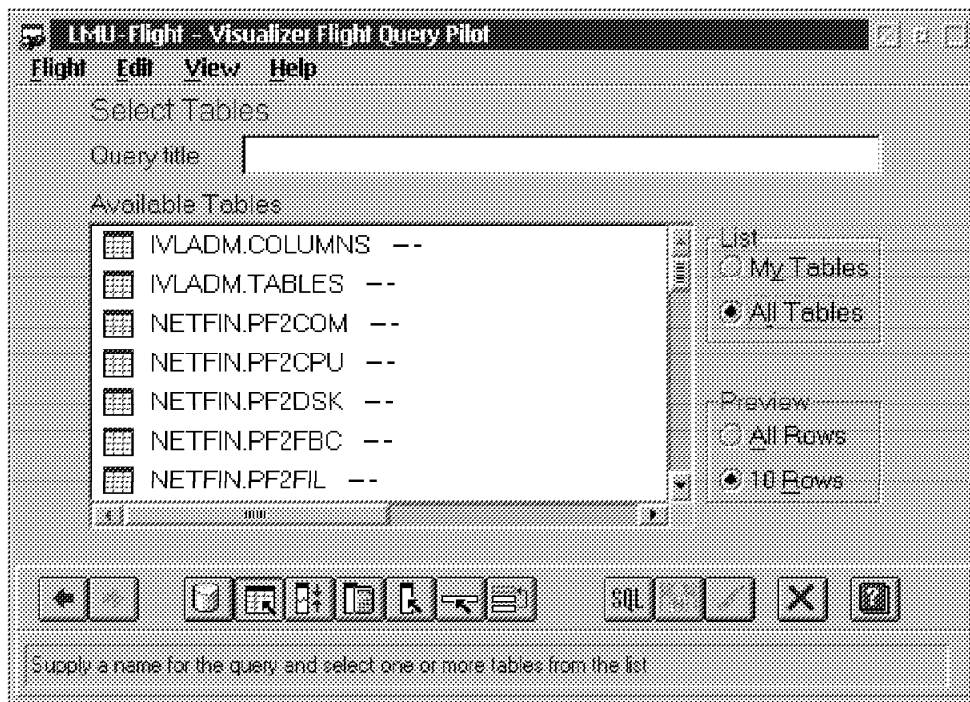 LMU-Flight - Visualizer Flight Query Pilot
Flight Edit View Help
Select Tables
Query title
Available Tables
IVLADM.COLUMNS ---
IVLADM.TABLES ---
NETFIN.PF2COM ---
NETFIN.PF2CPU ---
NETFIN.PF2DSK ---
NETFIN.PF2FBC ---
NETFIN.PF2FIL ---
List
My Tables
All Tables
Preview
All Rows
10 Rows
SQL
Supply a name for the query and select one or more tables from the list